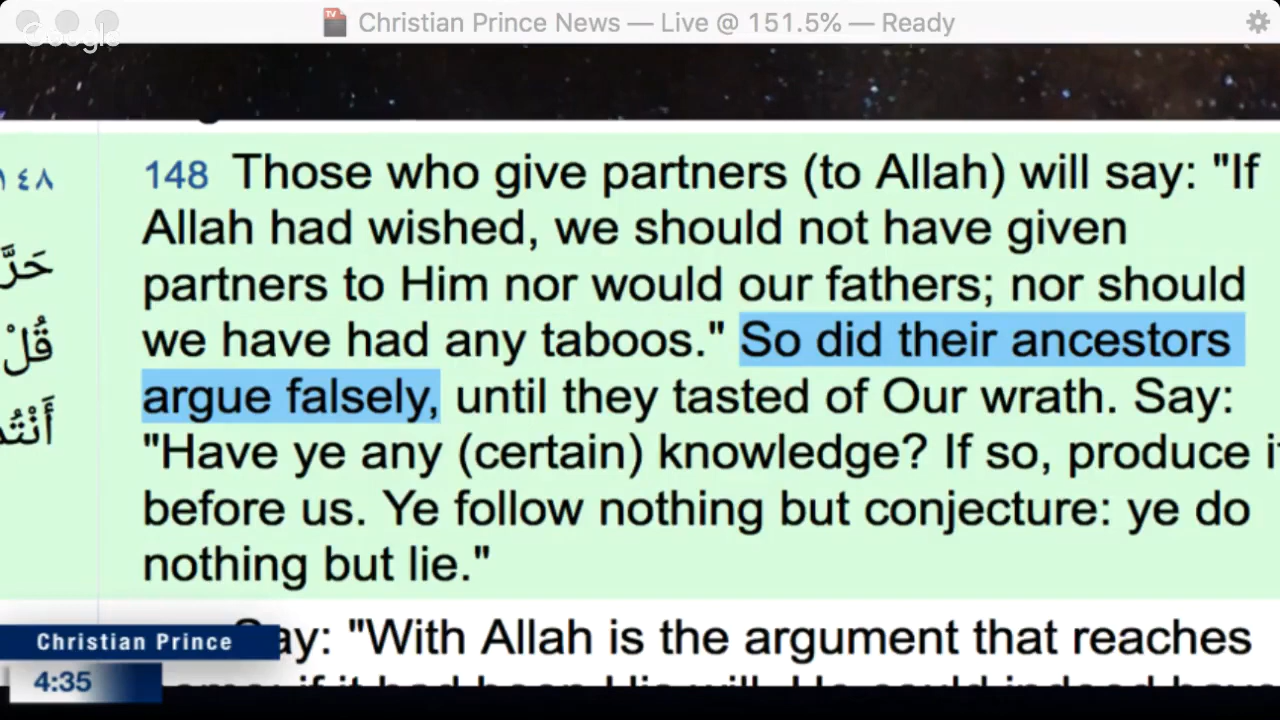 Christian Prince News — Live @ 151.5% — Ready
Google
148 Those who give partners (to Allah) will say: "If
١٤٨
Allah had wished, we should not have given
partners to Him nor would our fathers; nor should
we have had any taboos." So did their ancestors
قُلْ
argue falsely, until they tasted of Our wrath. Say:
"Have ye any (certain) knowledge? If so, produce
before us. Ye follow nothing but conjecture: ye do
nothing but lie."
"With Allah is the argument that reaches
Christian Prince
4:35